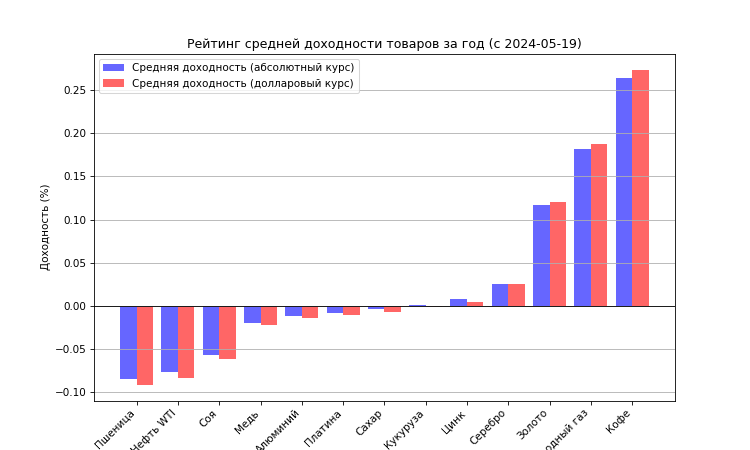 Рейтинг средней доходности товаров за год (с 2024-05-19)
Средняя доходность (абсолютный курс)
Средняя доходность (долларовый курс)
Доходность (%)
0.25
0.20
0.15
0.10
0.05
0.00
−0.05
−0.10
Пшеница
Нефть WTI
Соя
Медь
Алюминий
Платина
Сахар
Кукуруза
Цинк
Серебро
Золото
одный газ
Кофе